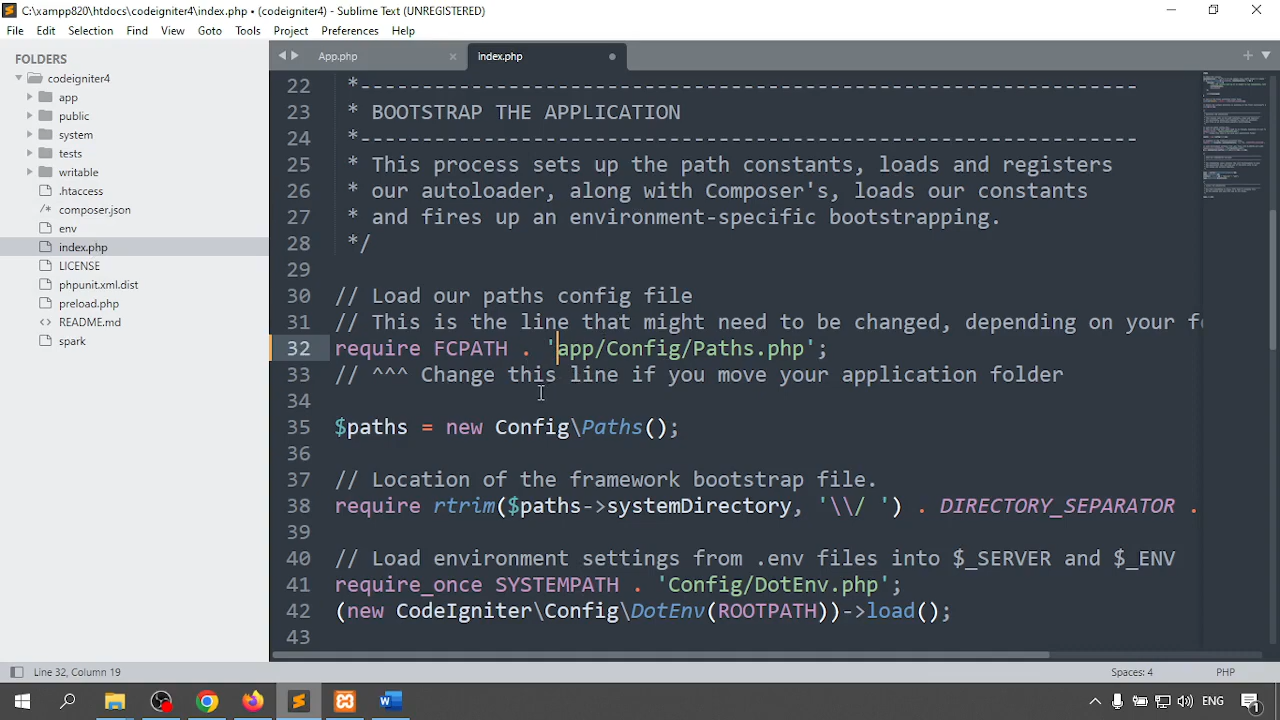 C:\xampp820\htdocs\codeigniter4\index.php • (codeigniter4) - Sublime Text (UNREGISTERED)
File Edit Selection Find View Goto Tools Project Preferences Help
FOLDERS
codeigniter4
app
public
system
tests
writable
.htaccess
/* composer.json
env
index.php
LICENSE
phpunit.xml.dist
preload.php
<> README.md
spark
App.php
index.php
22 *---------------------------------------------------------------
23 * BOOTSTRAP THE APPLICATION
24 *---------------------------------------------------------------
25 * This process sets up the path constants, loads and registers
26 * our autoloader, along with Composer's, loads our constants
27 * and fires up an environment-specific bootstrapping.
28 */
29
30 // Load our paths config file
31 // This is the line that might need to be changed, depending on your fo
32 require FCPATH . 'app/Config/Paths.php';
33 // ^^^ Change this line if you move your application folder
34
35 $paths = new Config\Paths();
36
37 // Location of the framework bootstrap file.
38 require rtrim($paths->systemDirectory, '\\/ ') . DIRECTORY_SEPARATOR .
39
40 // Load environment settings from .env files into $_SERVER and $_ENV
41 require_once SYSTEMPATH . 'Config/DotEnv.php';
42 (new CodeIgniter\Config\DotEnv(ROOTPATH))->load();
43
Line 32, Column 19
Spaces: 4
PHP
ENG
1